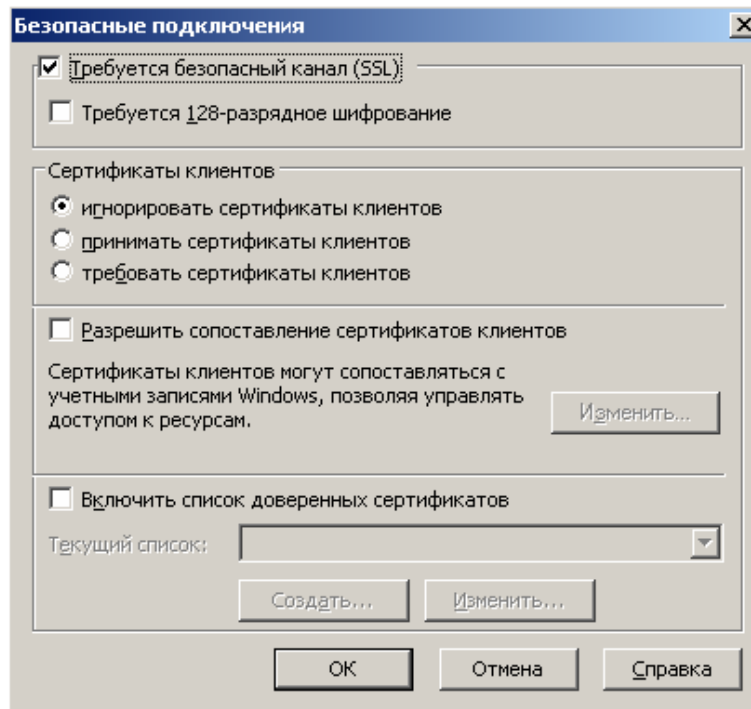 Безопасные подключения
Требуется безопасный канал (SSL)
Требуется 128-разрядное шифрование
Сертификаты клиентов
игнорировать сертификаты клиентов
принимать сертификаты клиентов
требовать сертификаты клиентов
Разрешить сопоставление сертификатов клиентов
Сертификаты клиентов могут сопоставляться с
учетными записями Windows, позволяя управлять
доступом к ресурсам.
Изменить...
Включить список доверенных сертификатов
Текущий список:
Создать...
Изменить...
ОК
Отмена
Справка